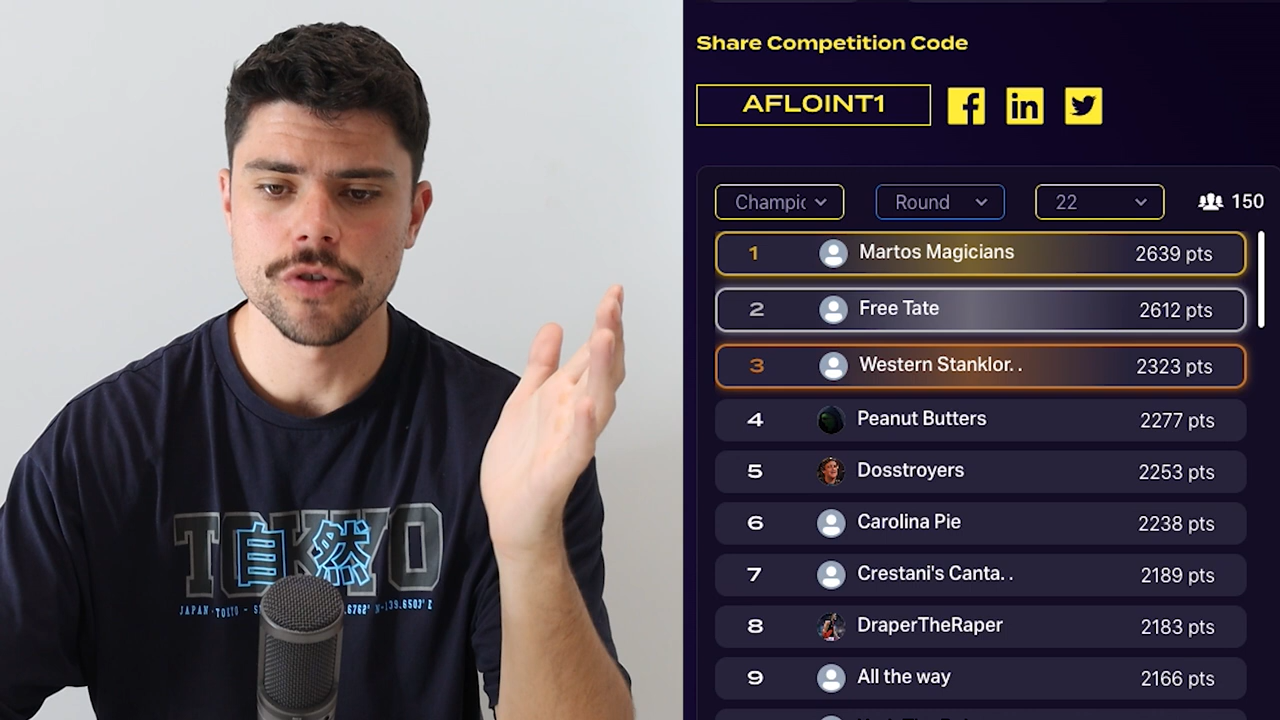 Share Competition Code
AFLOINT1
Champic
Round
22
150
1 Martos Magicians 2639 pts
2 Free Tate 2612 pts
3 Western Stanklor. .  2323 pts
4 Peanut Butters 2277 pts
5 Dosstroyers 2253 pts
6 Carolina Pie 2238 pts
7 Crestani's Canta. . 2189 pts
8 DraperTheRaper 2183 pts
9 All the way 2166 pts
TOKYO
自然
JAPAN·TOKYO -